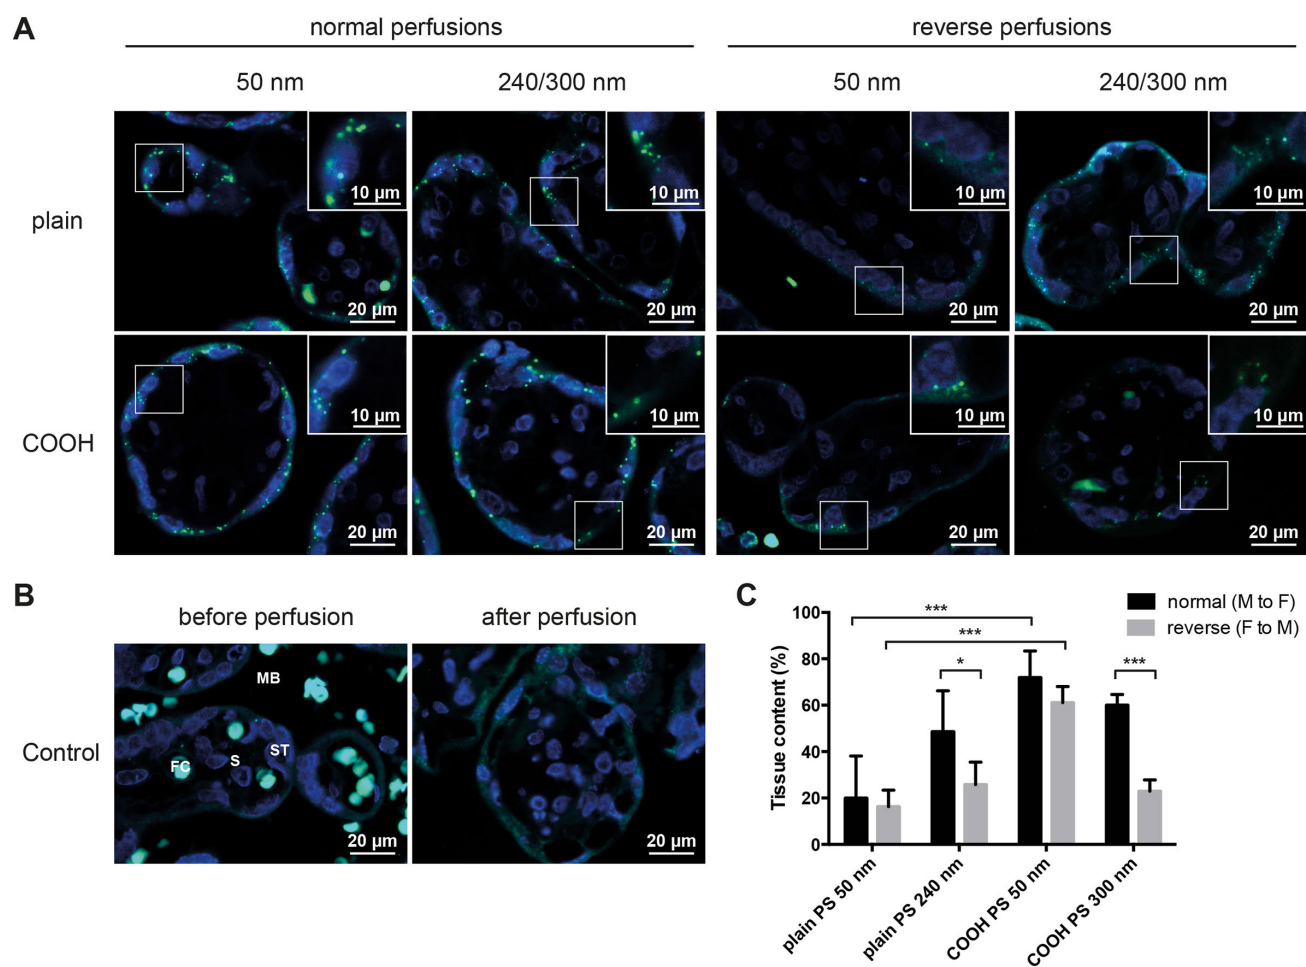 A
normal perfusions
reverse perfusions
50 nm
240/300 nm
50 nm
240/300 nm
plain
10 µm
20 µm
10 µm
20 µm
10 µm
20 µm
10 µm
20 µm
COOH
10 µm
20 µm
10 µm
20 µm
10 µm
20 µm
10 µm
20 µm
B
before perfusion
after perfusion
Control
MB
FC
S
ST
20 µm
20 µm
C
normal (M to F)
reverse (F to M)
Tissue content (%)
100
80
60
40
20
0
***
***
*
***
plain PS 50 nm
plain PS 240 nm
COOH PS 50 nm
COOH PS 300 nm